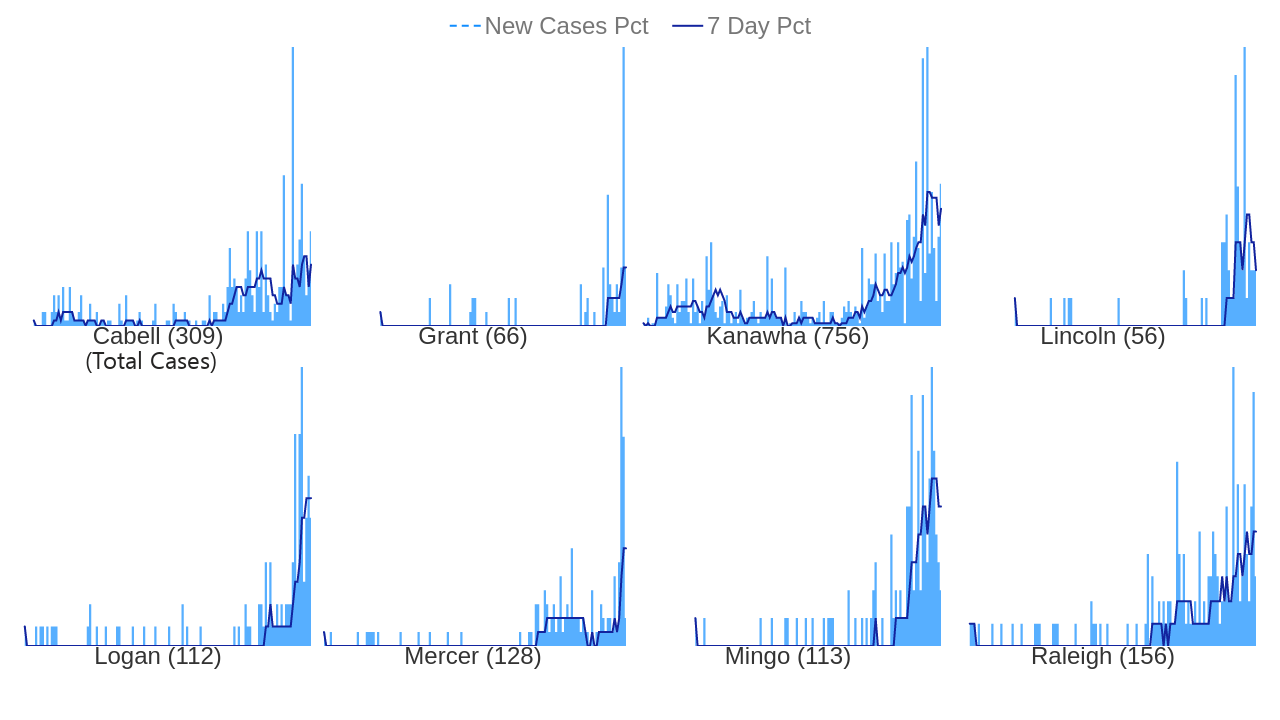 New Cases Pct 7 Day Pct
Cabell (309) Grant (66) Kanawha (756) Lincoln (56)
(Total Cases)
Logan (112) Mercer (128) Mingo (113) Raleigh (156)